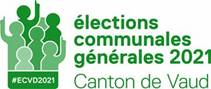 élections
communales
générales 2021
#ECVD2021
Canton de Vaud